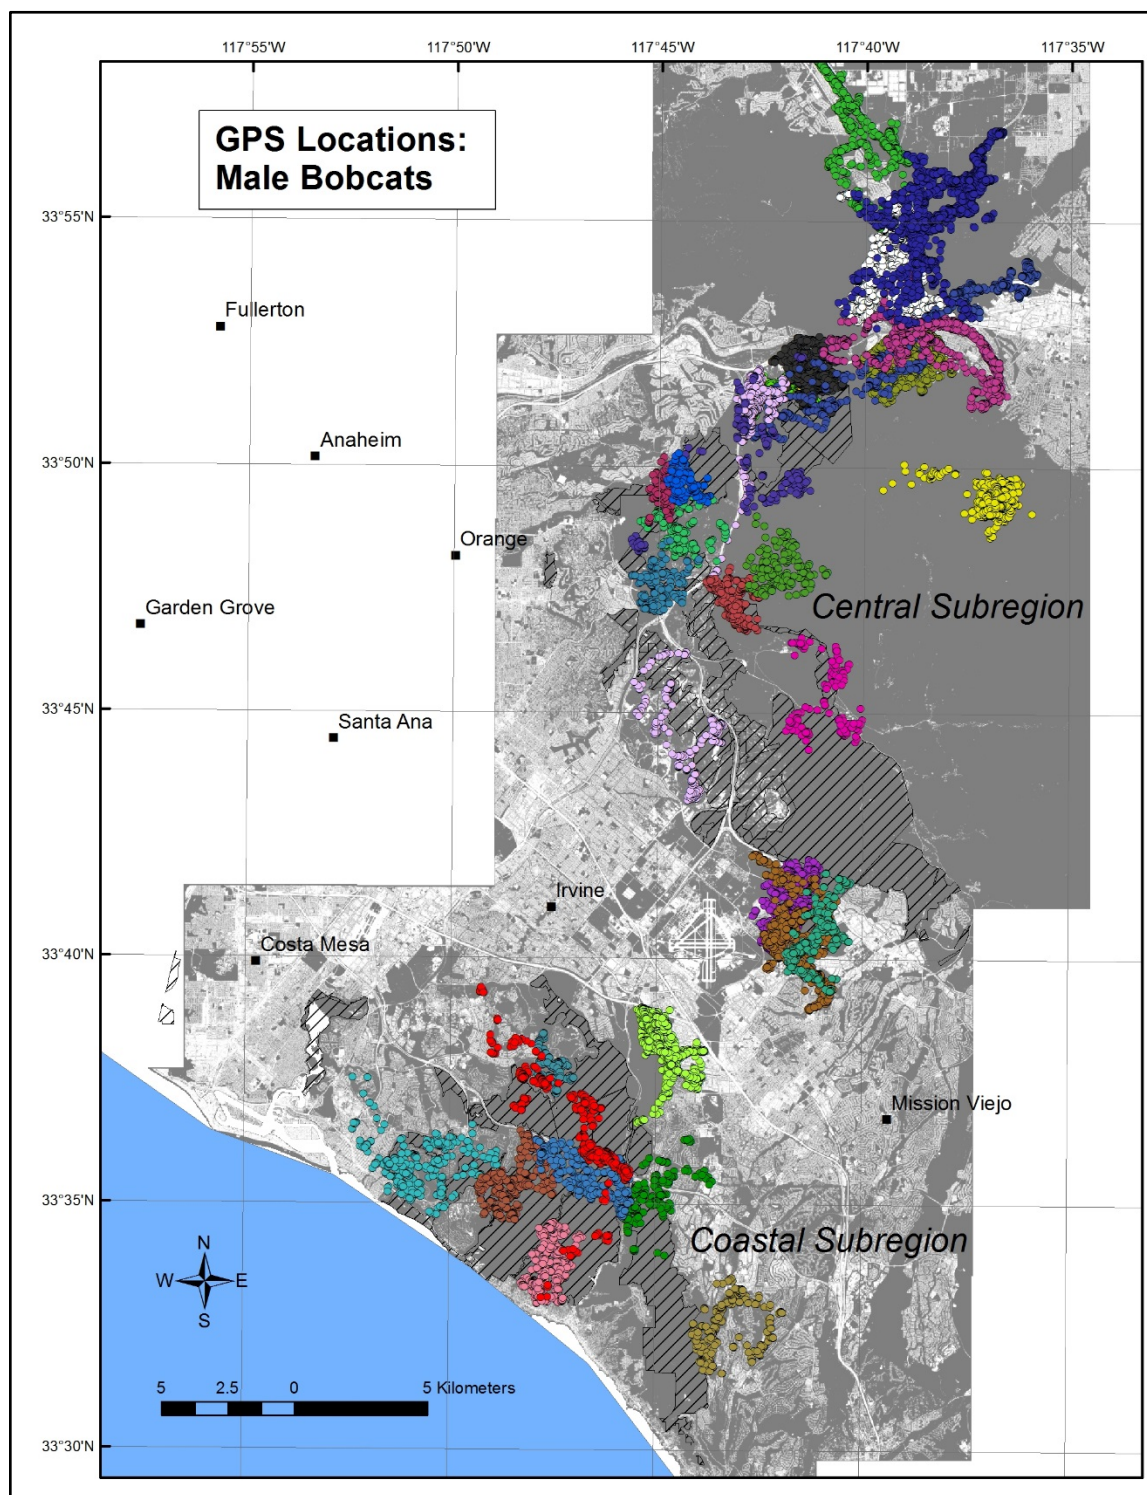 117°55'W 117°50'W 117°45'W 117°40'W 117°35'W
GPS Locations:
Male Bobcats
33°55'N
Fullerton
Anaheim
33°50'N
Orange
Garden Grove
Central Subregion
33°45'N
Santa Ana
Irvine
Costa Mesa
33°40'N
Mission Viejo
33°35'N
Coastal Subregion
N
W E
S
5 2.5 0 5 Kilometers
33°30'N